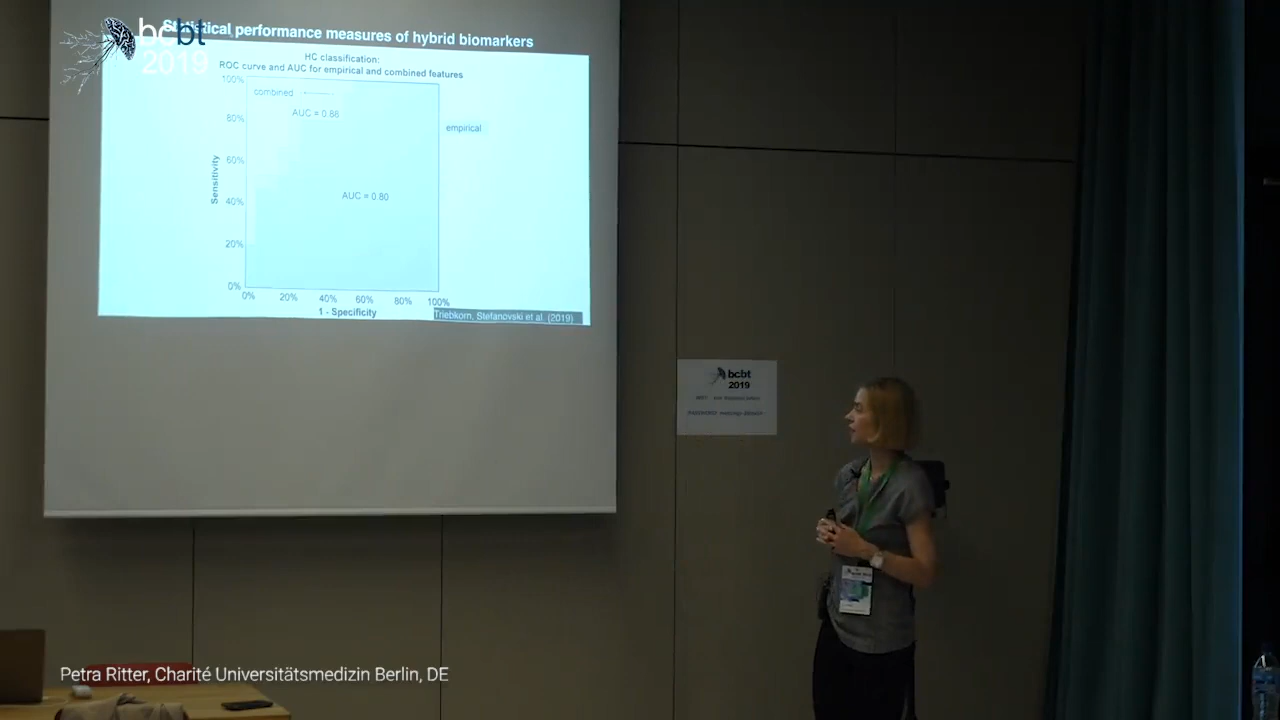 Statistical performance measures of hybrid biomarkers
bcbt
2019
HC classification:
ROC curve and AUC for empirical and combined features
100%
combined
AUC = 0.88
80%
empirical
60%
Sensitivity
AUC = 0.80
40%
20%
0%
0% 20% 40% 60% 80% 100%
1 - Specificity
Triebkorn, Stefanovski et al. (2019)
bcbt
2019
Petra Ritter, Charité Universitätsmedizin Berlin, DE